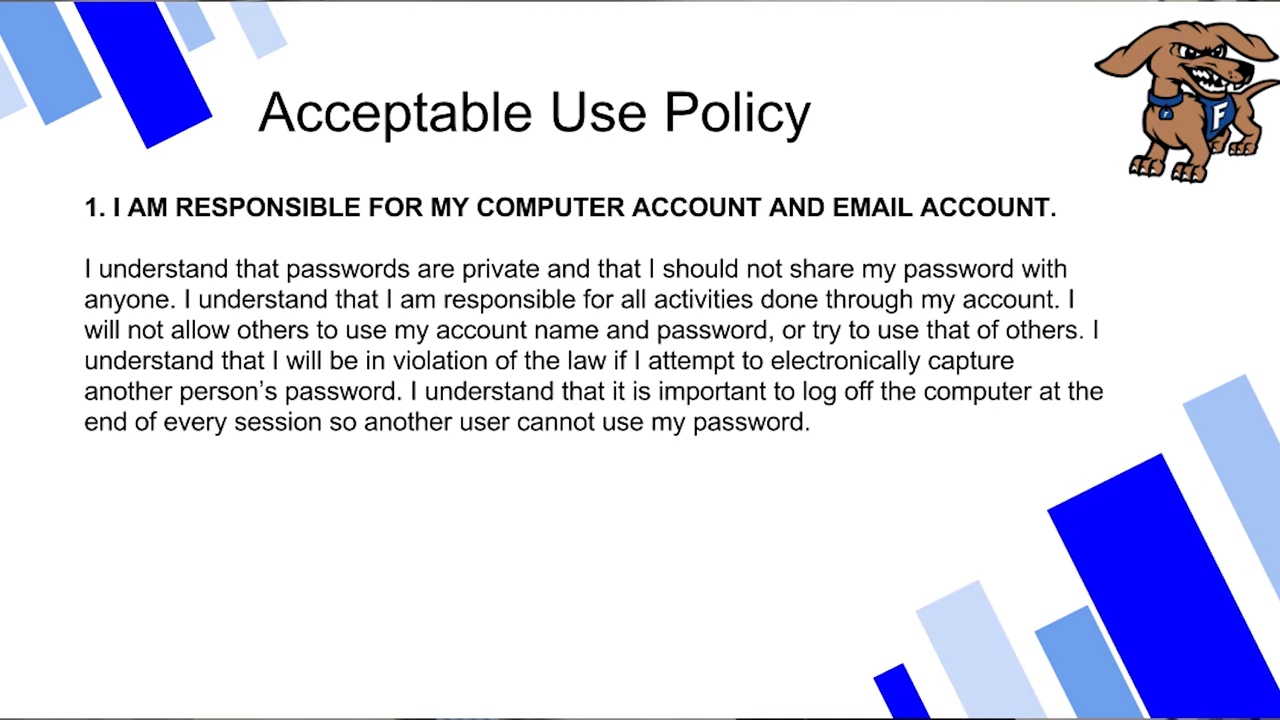 Acceptable Use Policy
F
1. I AM RESPONSIBLE FOR MY COMPUTER ACCOUNT AND EMAIL ACCOUNT.
I understand that passwords are private and that I should not share my password with
anyone. I understand that I am responsible for all activities done through my account. I
will not allow others to use my account name and password, or try to use that of others. I
understand that I will be in violation of the law if I attempt to electronically capture
another person’s password. I understand that it is important to log off the computer at the
end of every session so another user cannot use my password.